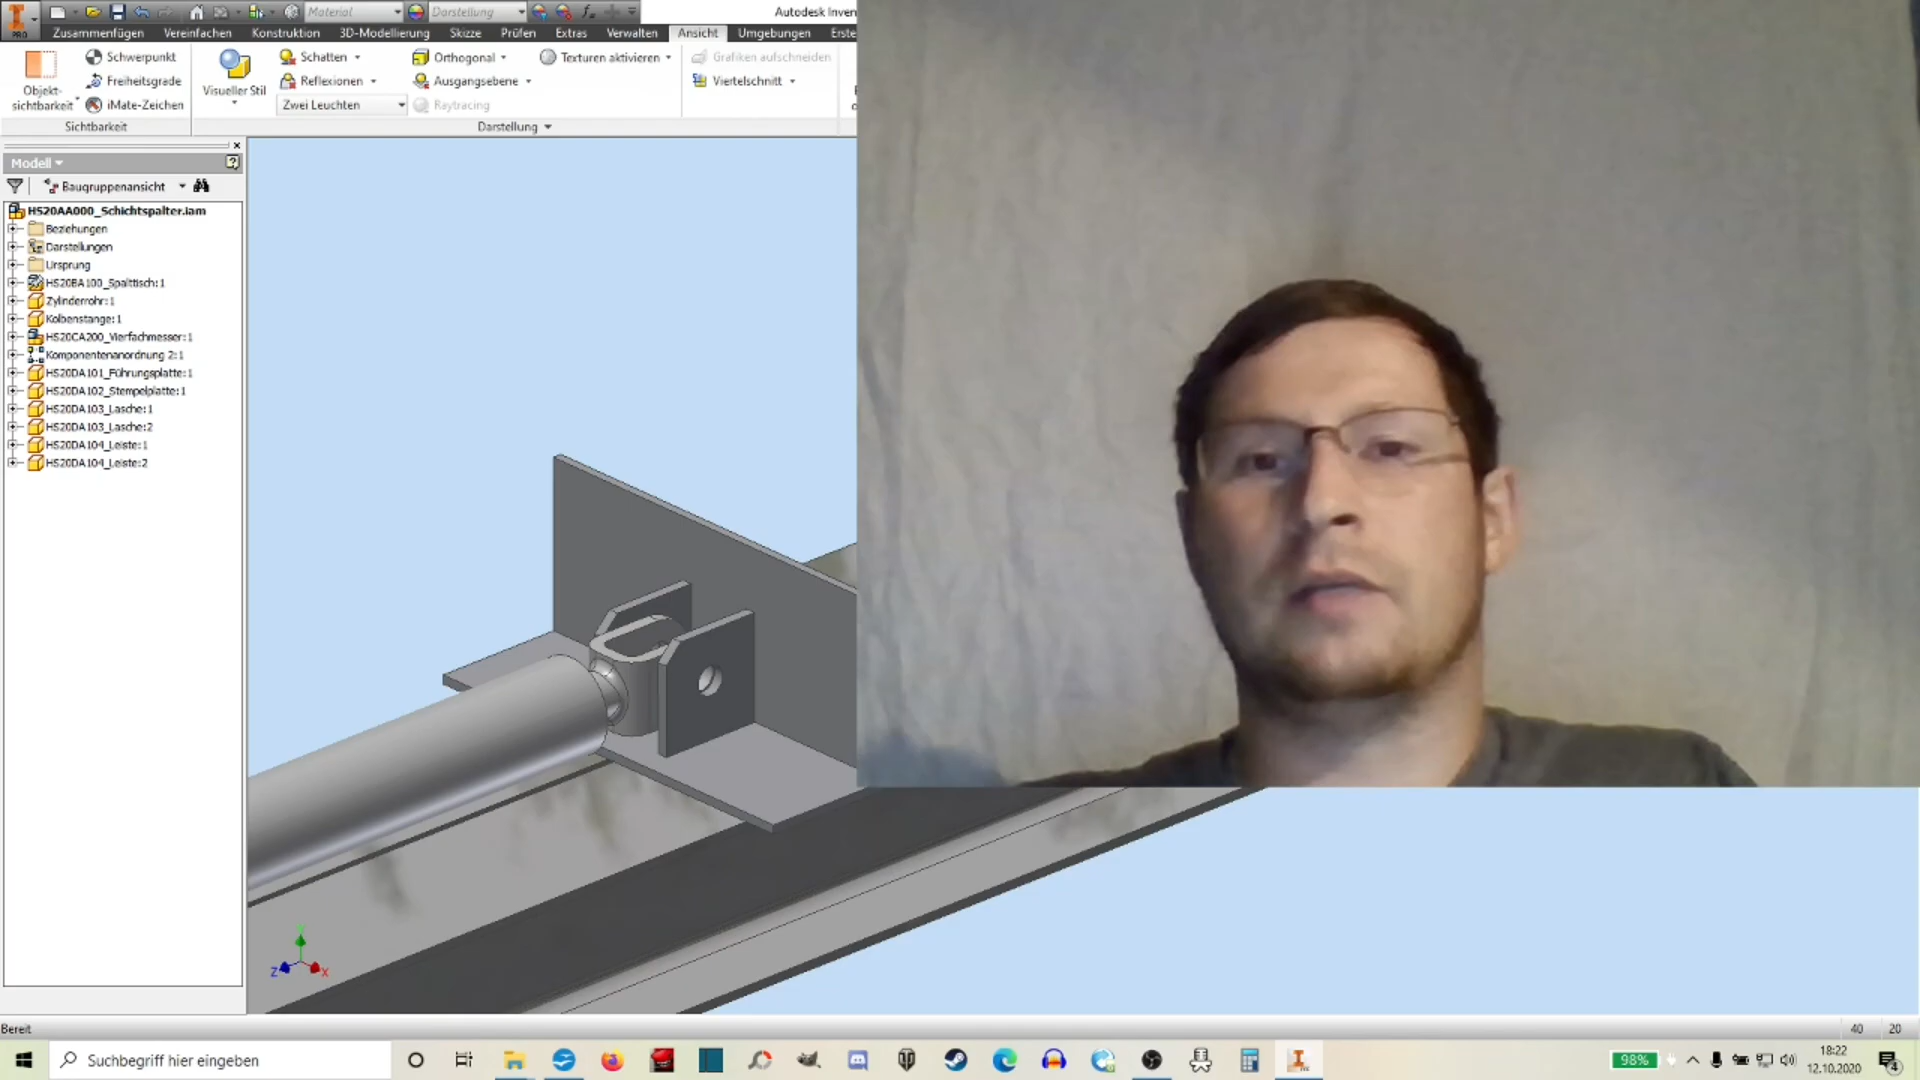 PRO
Material
Darstellung
Autodesk Inven
Zusammenfügen Vereinfachen Konstruktion 3D-Modellierung Skizze Prüfen Extras Verwalten Ansicht Umgebungen Erste
Objekt-
sichtbarkeit
Schwerpunkt
Freiheitsgrade
iMate-Zeichen
Sichtbarkeit
Visueller Stil
Schatten
Reflexionen
Zwei Leuchten
Orthogonal
Ausgangsebene
Raytracing
Texturen aktivieren
Darstellung
Grafiken aufschneiden
Viertelschnitt
Modell
Baugruppenansicht
HS20AA000_Schichtspalter.iam
Beziehungen
Darstellungen
Ursprung
HS20BA100_Spalttisch:1
Zylinderrohr:1
Kolbenstange:1
HS20CA200_Vierfachmesser:1
Komponentenanordnung 2:1
HS20DA101_Führungsplatte:1
HS20DA102_Stempelplatte:1
HS20DA103_Lasche:1
HS20DA103_Lasche:2
HS20DA104_Leiste:1
HS20DA104_Leiste:2
Y
Z
X
Bereit
40 20
Suchbegriff hier eingeben
98%
18:22
12.10.2020
4